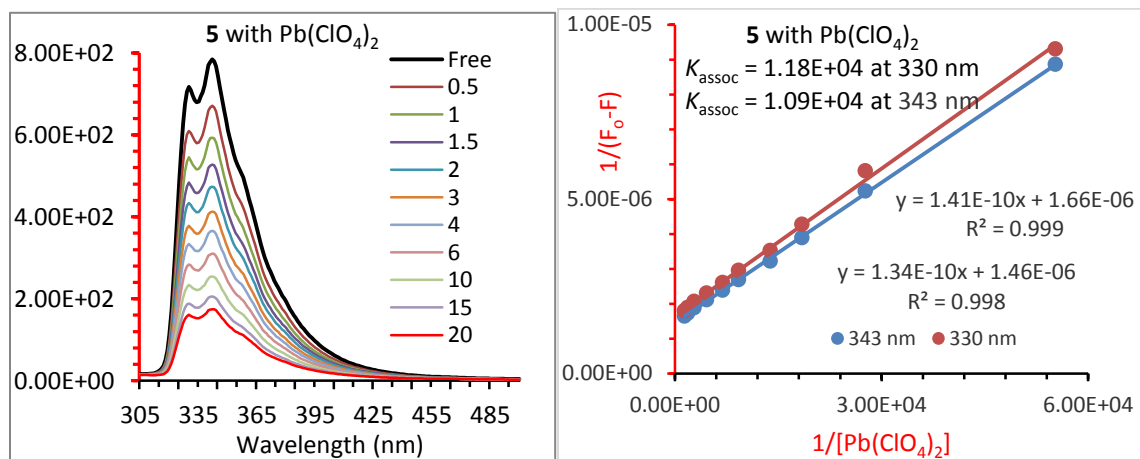 5 with Pb(ClO₄)₂
8.00E+02
6.00E+02
4.00E+02
2.00E+02
0.00E+00
Free
0.5
1
1.5
2
3
4
6
10
15
20
305 335 365 395 425 455 485
Wavelength (nm)
5 with Pb(ClO₄)₂
Kassoc = 1.18E+04 at 330 nm
Kassoc = 1.09E+04 at 343 nm
1.00E-05
5.00E-06
0.00E+00
1/(Fo-F)
y = 1.41E-10x + 1.66E-06
R² = 0.999
y = 1.34E-10x + 1.46E-06
R² = 0.998
343 nm 330 nm
0.00E+00 3.00E+04 6.00E+04
1/[Pb(ClO₄)₂]